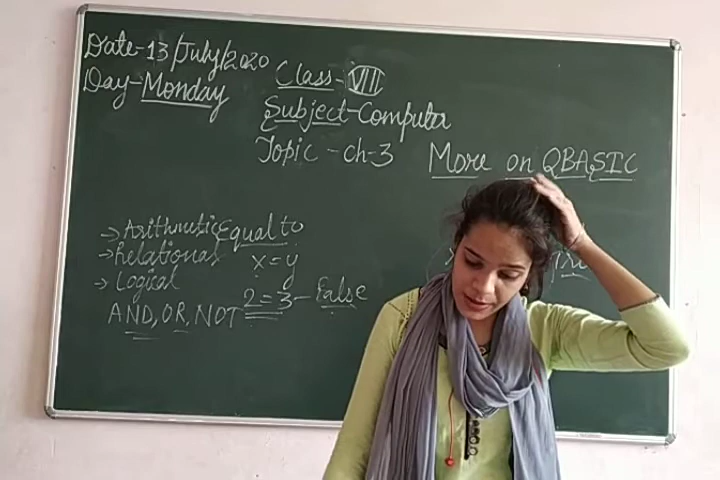 Date-13/July/2020
Day-Monday
Class-VII
Subject-Computer
Topic -ch-3 More on QBASIC
→Arithmetic
→Relational
→Logical
AND, OR, NOT
Equal to
x=y
2=3-False